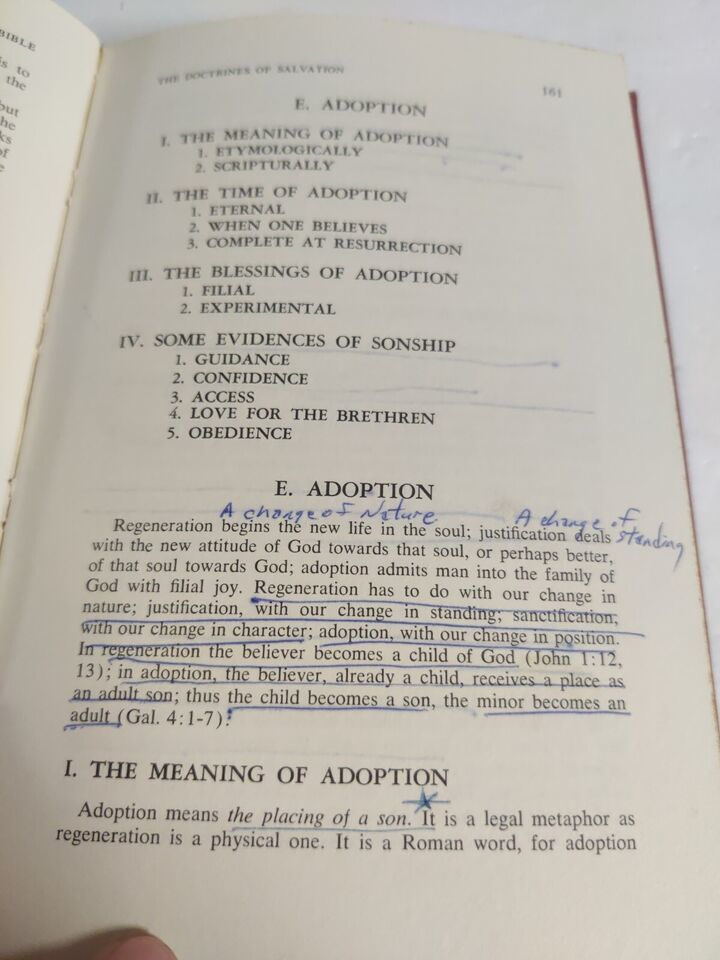 BIBLE
is to
the
but
he
ks
of
e
THE DOCTRINES OF SALVATION 161
E. ADOPTION
I. THE MEANING OF ADOPTION
1. ETYMOLOGICALLY
2. SCRIPTURALLY
II. THE TIME OF ADOPTION
1. ETERNAL
2. WHEN ONE BELIEVES
3. COMPLETE AT RESURRECTION
III. THE BLESSINGS OF ADOPTION
1. FILIAL
2. EXPERIMENTAL
IV. SOME EVIDENCES OF SONSHIP
1. GUIDANCE
2. CONFIDENCE
3. ACCESS
4. LOVE FOR THE BRETHREN
5. OBEDIENCE
E. ADOPTION
A change of Nature A change of
standing
Regeneration begins the new life in the soul; justification deals
with the new attitude of God towards that soul, or perhaps better,
of that soul towards God; adoption admits man into the family of
God with filial joy. Regeneration has to do with our change in
nature; justification, with our change in standing; sanctification,
with our change in character; adoption, with our change in position.
In regeneration the believer becomes a child of God (John 1:12,
13); in adoption, the believer, already a child, receives a place as
an adult son; thus the child becomes a son, the minor becomes an
adult (Gal. 4:1-7).
I. THE MEANING OF ADOPTION
Adoption means the placing of a son. It is a legal metaphor as
regeneration is a physical one. It is a Roman word, for adoption